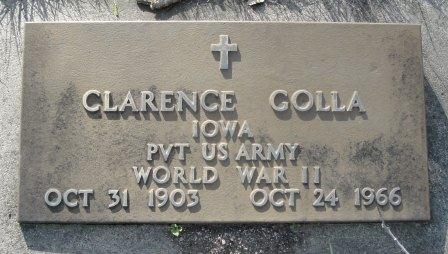 CLARENCE GOLLA
IOWA
PVT US ARMY
WORLD WAR II
OCT 31 1903 OCT 24 1966